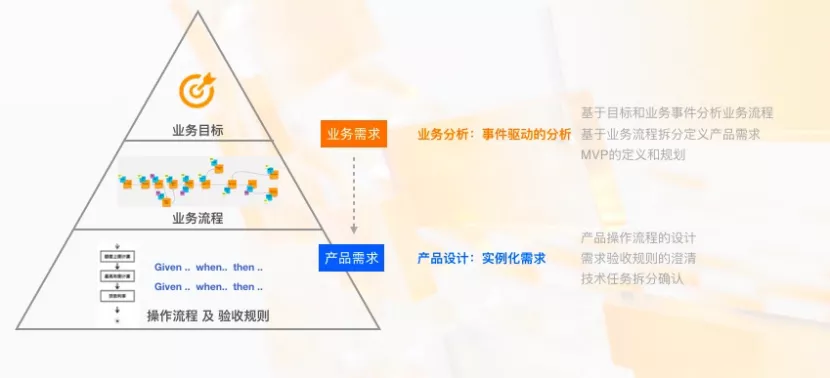 业务目标
业务需求
业务分析：事件驱动的分析
基于目标和业务事件分析业务流程
基于业务流程拆分定义产品需求
MVP的定义和规划
业务流程
产品需求
产品设计：实例化需求
产品操作流程的设计
需求验收规则的澄清
技术任务拆分确认
Given .. when.. then ..
Given .. when.. then ..
操作流程 及 验收规则